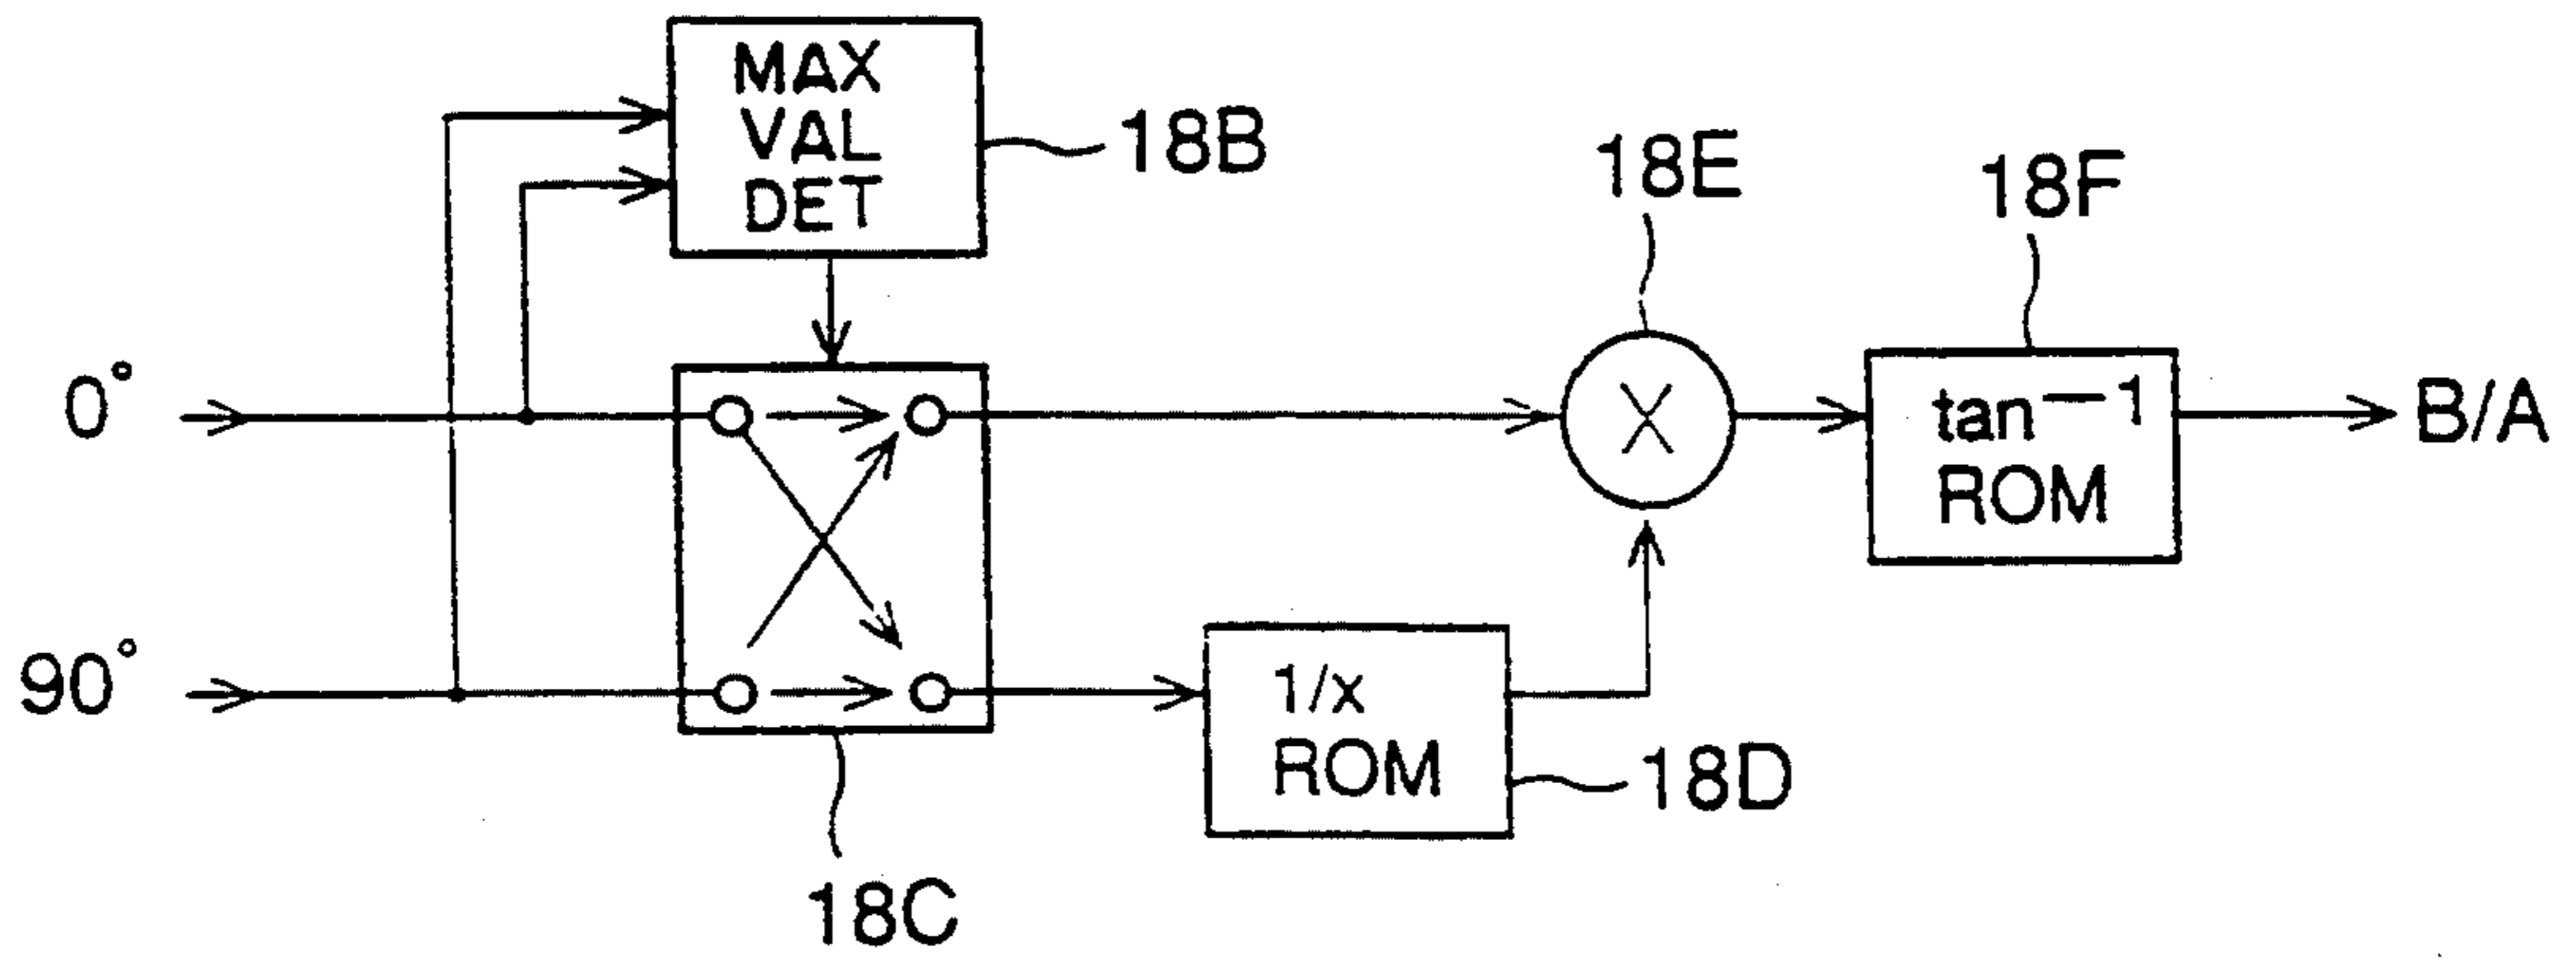 MAX
VAL
DET
18B
18E
18F
0°
×
tan⁻¹
ROM
B/A
90°
1/x
ROM
18D
18C